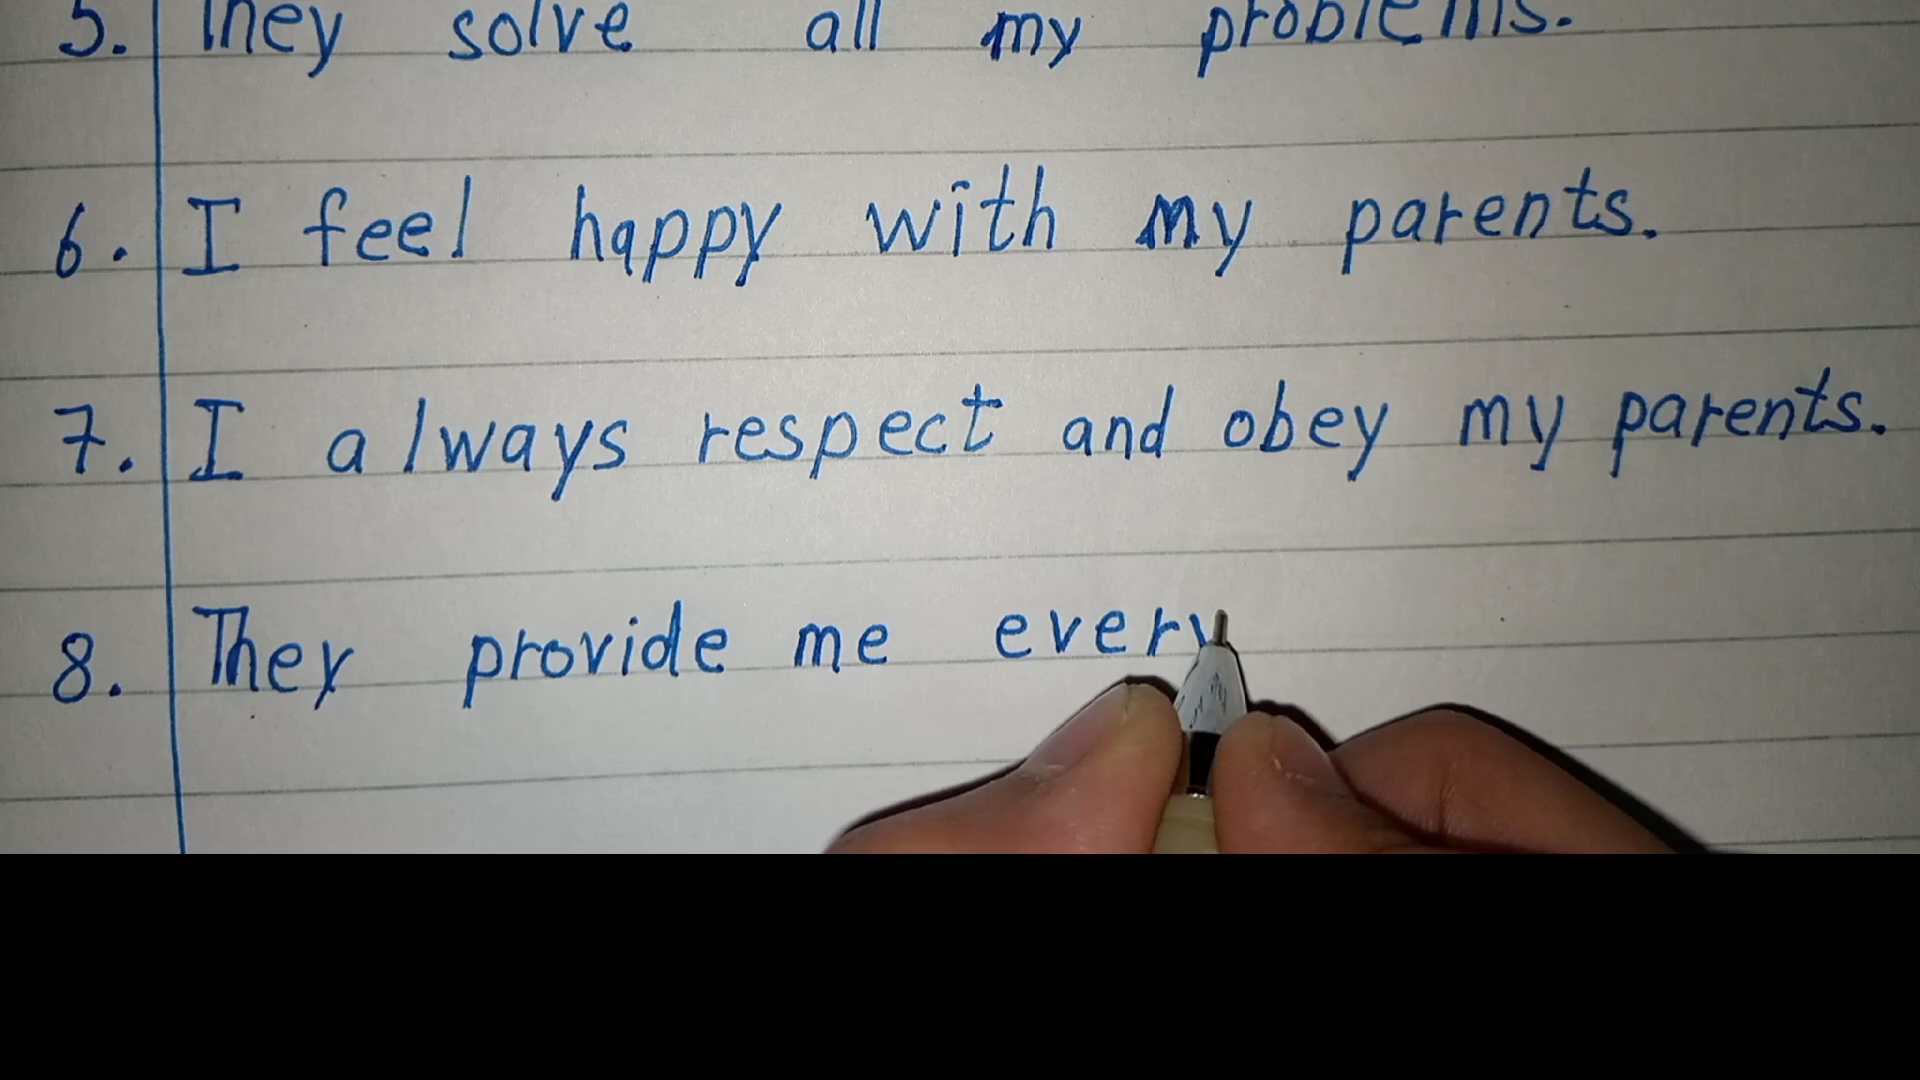 5. They solve all my problems.
6. I feel happy with my parents.
7. I always respect and obey my parents.
8. They provide me every